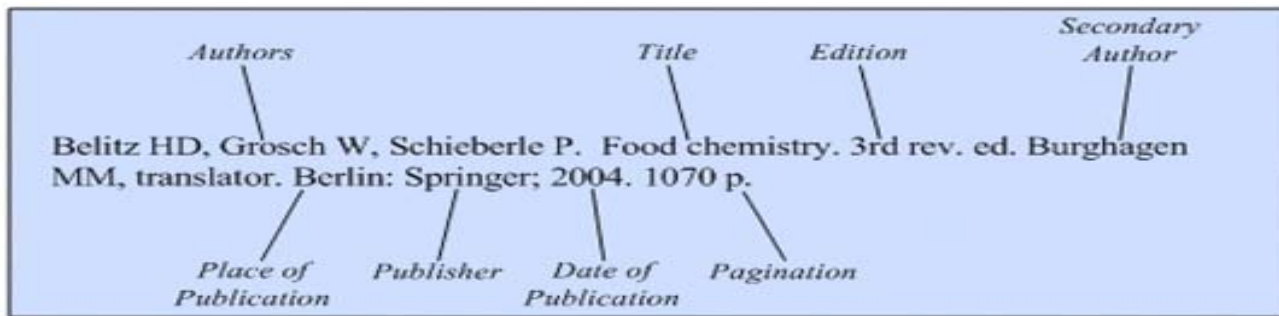 Secondary
Authors Title Edition Author
Belitz HD, Grosch W, Schieberle P. Food chemistry. 3rd rev. ed. Burghagen
MM, translator. Berlin: Springer; 2004. 1070 p.
Place of Publisher Date of Pagination
Publication Publication